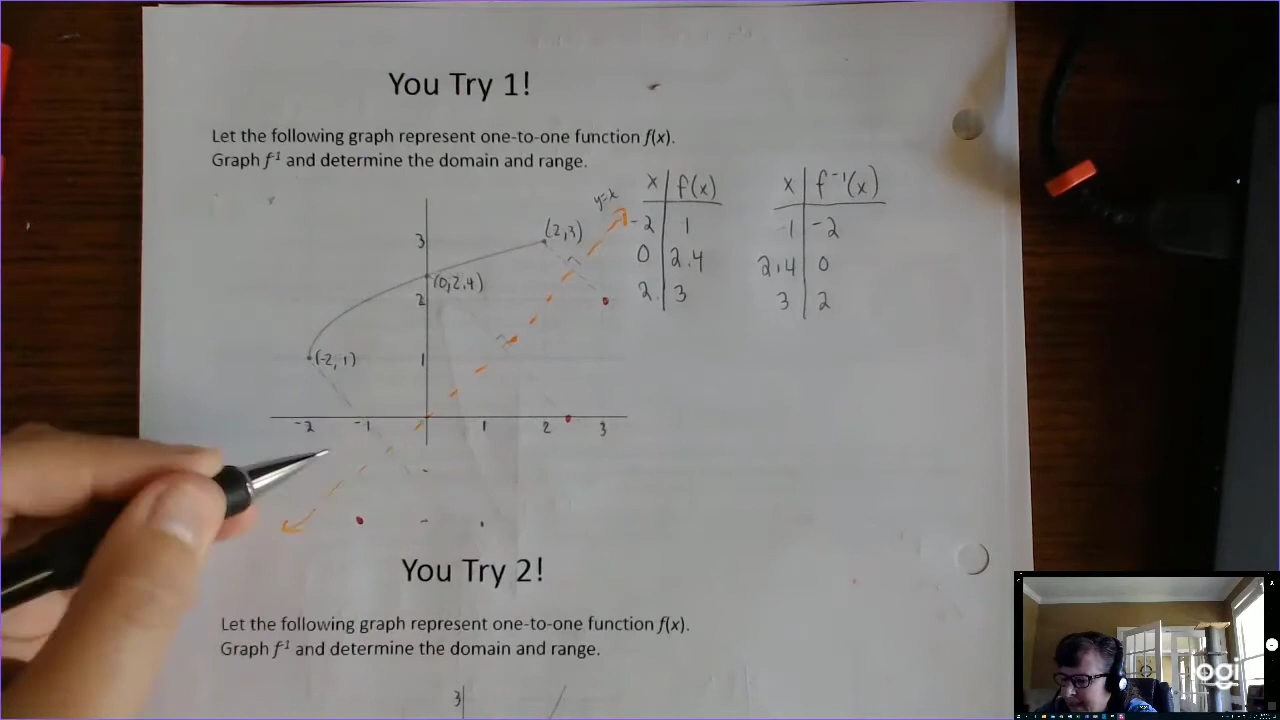 You Try 1!
Let the following graph represent one-to-one function f(x).
Graph f⁻¹ and determine the domain and range.
y=x
x | f(x)
-2 | 1
0 | 2.4
2 | 3
x | f⁻¹(x)
1 | -2
2.4 | 0
3 | 2
(2,3)
3
(0,2.4)
2
(-2,1)
1
-2 -1 1 2 3
You Try 2!
Let the following graph represent one-to-one function f(x).
Graph f⁻¹ and determine the domain and range.
3
ogi